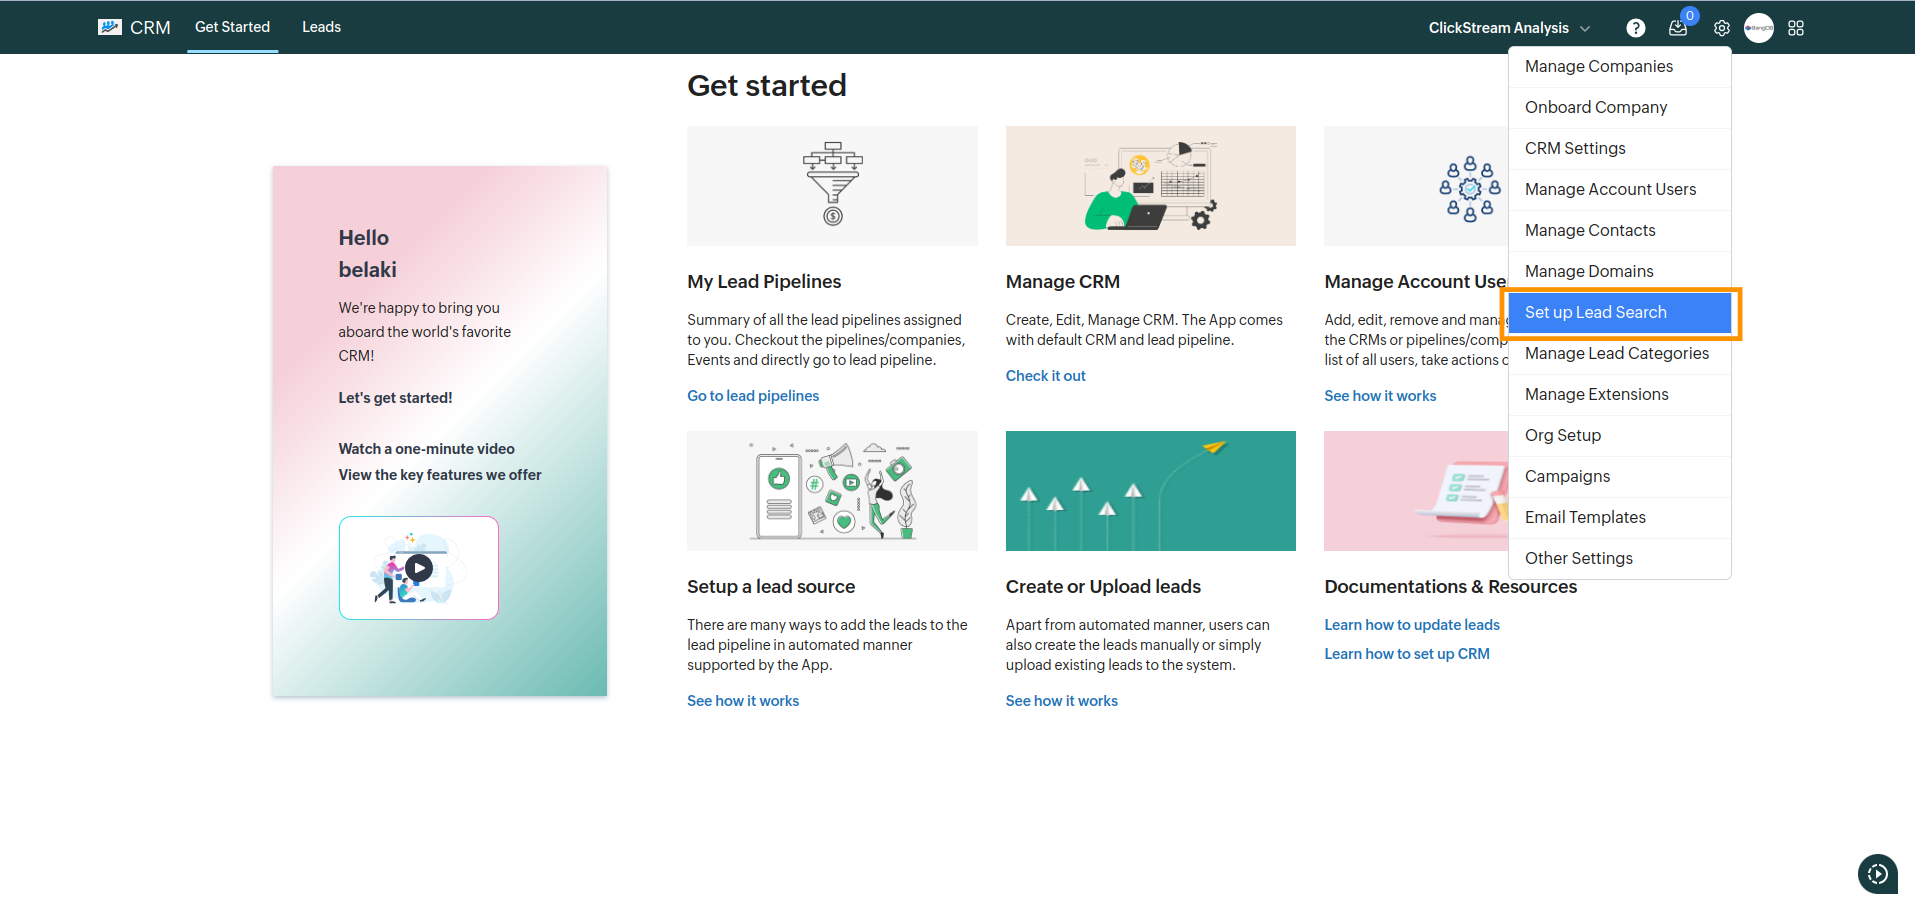 CRM
Get Started
Leads
ClickStream Analysis
?
0
BangDB
Manage Companies
Onboard Company
CRM Settings
Manage Account Users
Manage Contacts
Manage Domains
Set up Lead Search
Manage Lead Categories
Manage Extensions
Org Setup
Campaigns
Email Templates
Other Settings
Get started
Hello
belaki
We're happy to bring you
aboard the world's favorite
CRM!
Let's get started!
Watch a one-minute video
View the key features we offer
My Lead Pipelines
Summary of all the lead pipelines assigned
to you. Checkout the pipelines/companies,
Events and directly go to lead pipeline.
Go to lead pipelines
Manage CRM
Create, Edit, Manage CRM. The App comes
with default CRM and lead pipeline.
Check it out
Manage Account Use
Add, edit, remove and mana
the CRMs or pipelines/comp
list of all users, take actions
See how it works
Setup a lead source
There are many ways to add the leads to the
lead pipeline in automated manner
supported by the App.
See how it works
Create or Upload leads
Apart from automated manner, users can
also create the leads manually or simply
upload existing leads to the system.
See how it works
Documentations & Resources
Learn how to update leads
Learn how to set up CRM